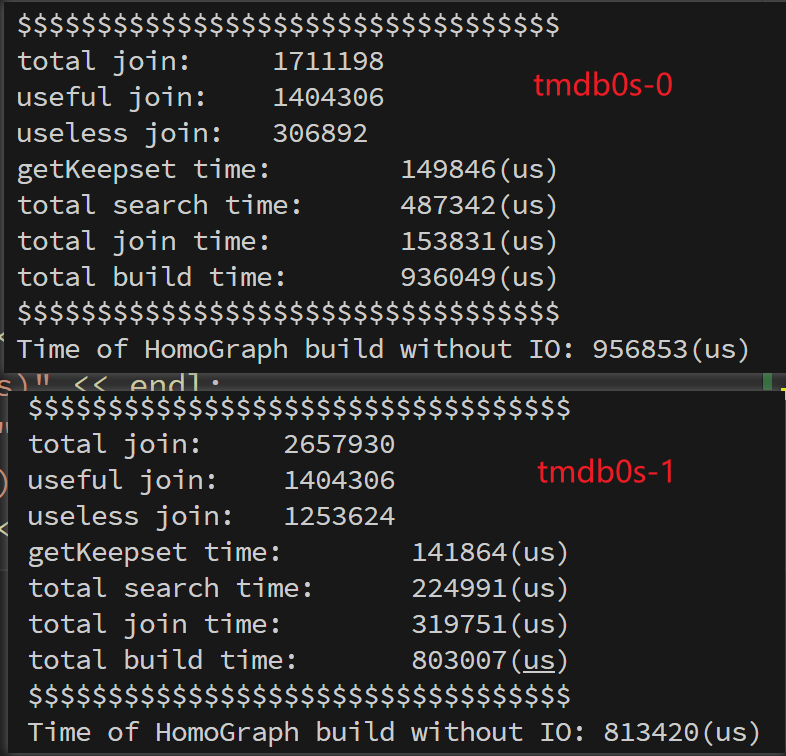 $$$$$$$$$$$$$$$$$$$$$$$$$$$$$$$$$$
total join: 1711198
tmdb0s-0
useful join: 1404306
useless join: 306892
getKeepset time: 149846(us)
total search time: 487342(us)
total join time: 153831(us)
total build time: 936049(us)
$$$$$$$$$$$$$$$$$$$$$$$$$$$$$$$$$$
Time of HomoGraph build without IO: 956853(us)
s)" << endl;
$$$$$$$$$$$$$$$$$$$$$$$$$$$$$$$$$$
total join: 2657930
tmdb0s-1
useful join: 1404306
useless join: 1253624
getKeepset time: 141864(us)
total search time: 224991(us)
total join time: 319751(us)
total build time: 803007(us)
$$$$$$$$$$$$$$$$$$$$$$$$$$$$$$$$$$
Time of HomoGraph build without IO: 813420(us)